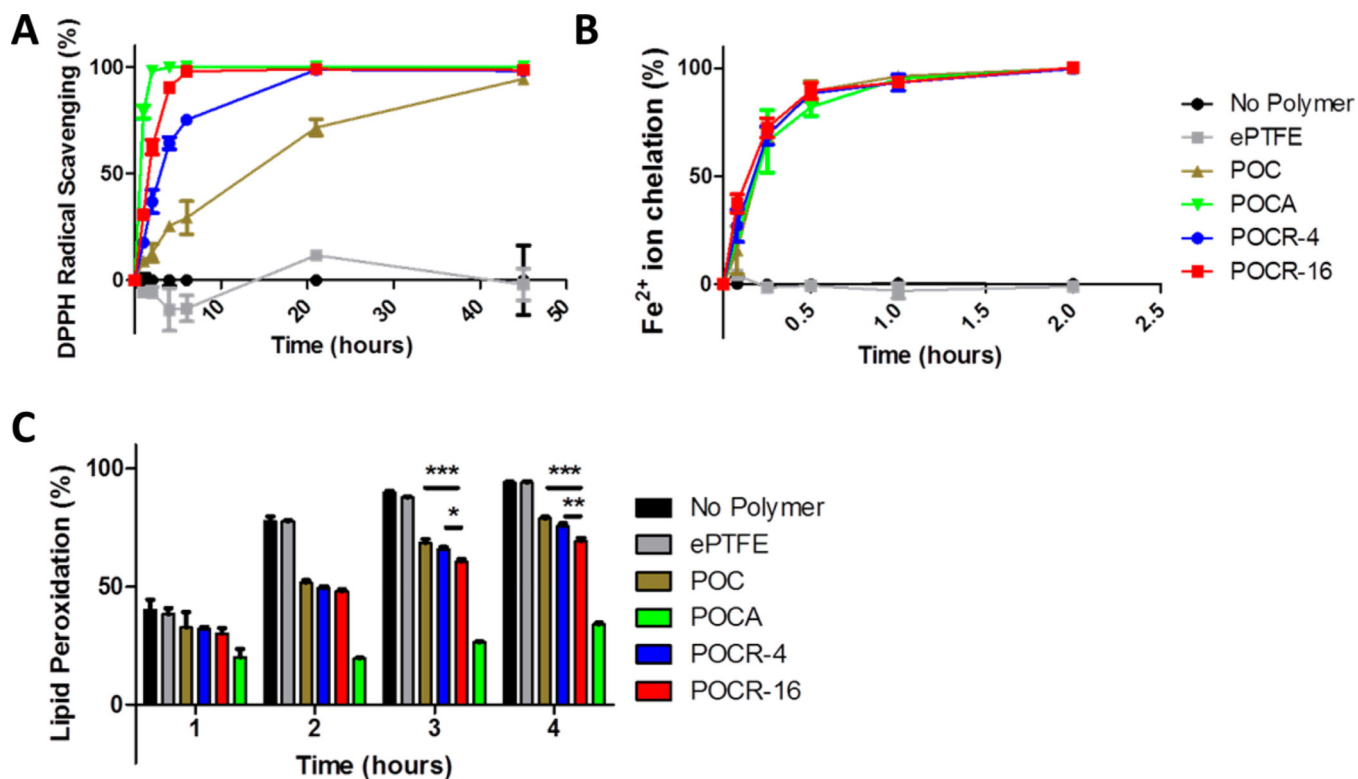 A
DPPH Radical Scavenging (%)
100
50
0
10
20
30
40
50
Time (hours)
B
Fe2+ ion chelation (%)
100
50
0
0.5
1.0
1.5
2.0
2.5
Time (hours)
No Polymer
ePTFE
POC
POCA
POCR-4
POCR-16
C
Lipid Peroxidation (%)
100
50
0
*** ***
* **
1 2 3 4
Time (hours)
No Polymer
ePTFE
POC
POCA
POCR-4
POCR-16